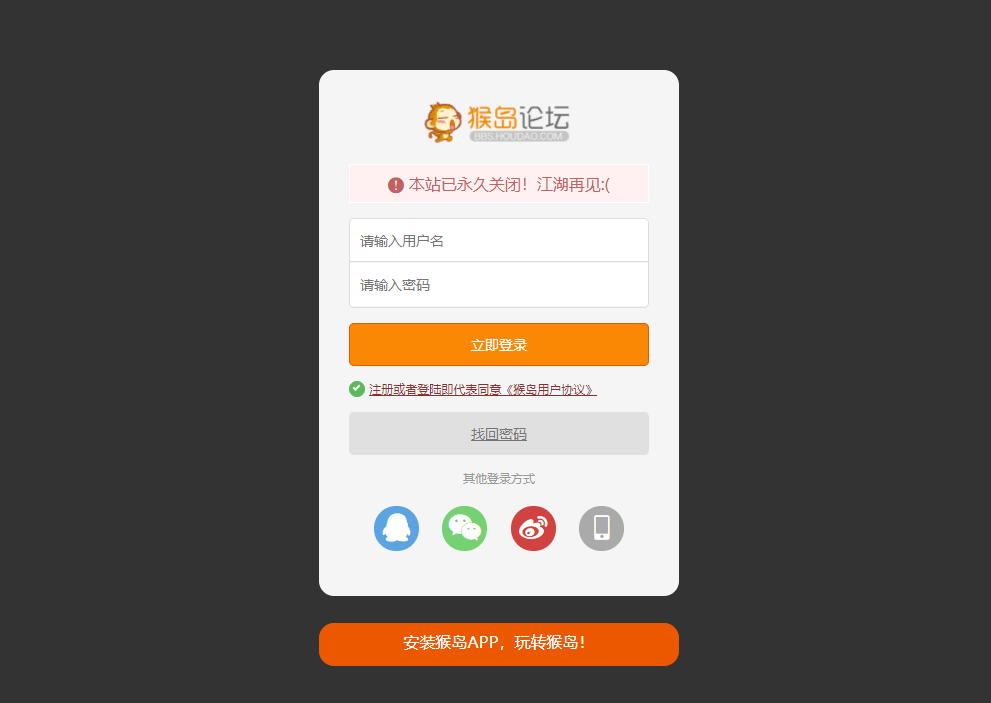 猴岛论坛
BBS.HOUDAO.COM
本站已永久关闭！江湖再见:(
请输入用户名
请输入密码
立即登录
注册或者登陆即代表同意《猴岛用户协议》
找回密码
其他登录方式
安装猴岛APP，玩转猴岛！